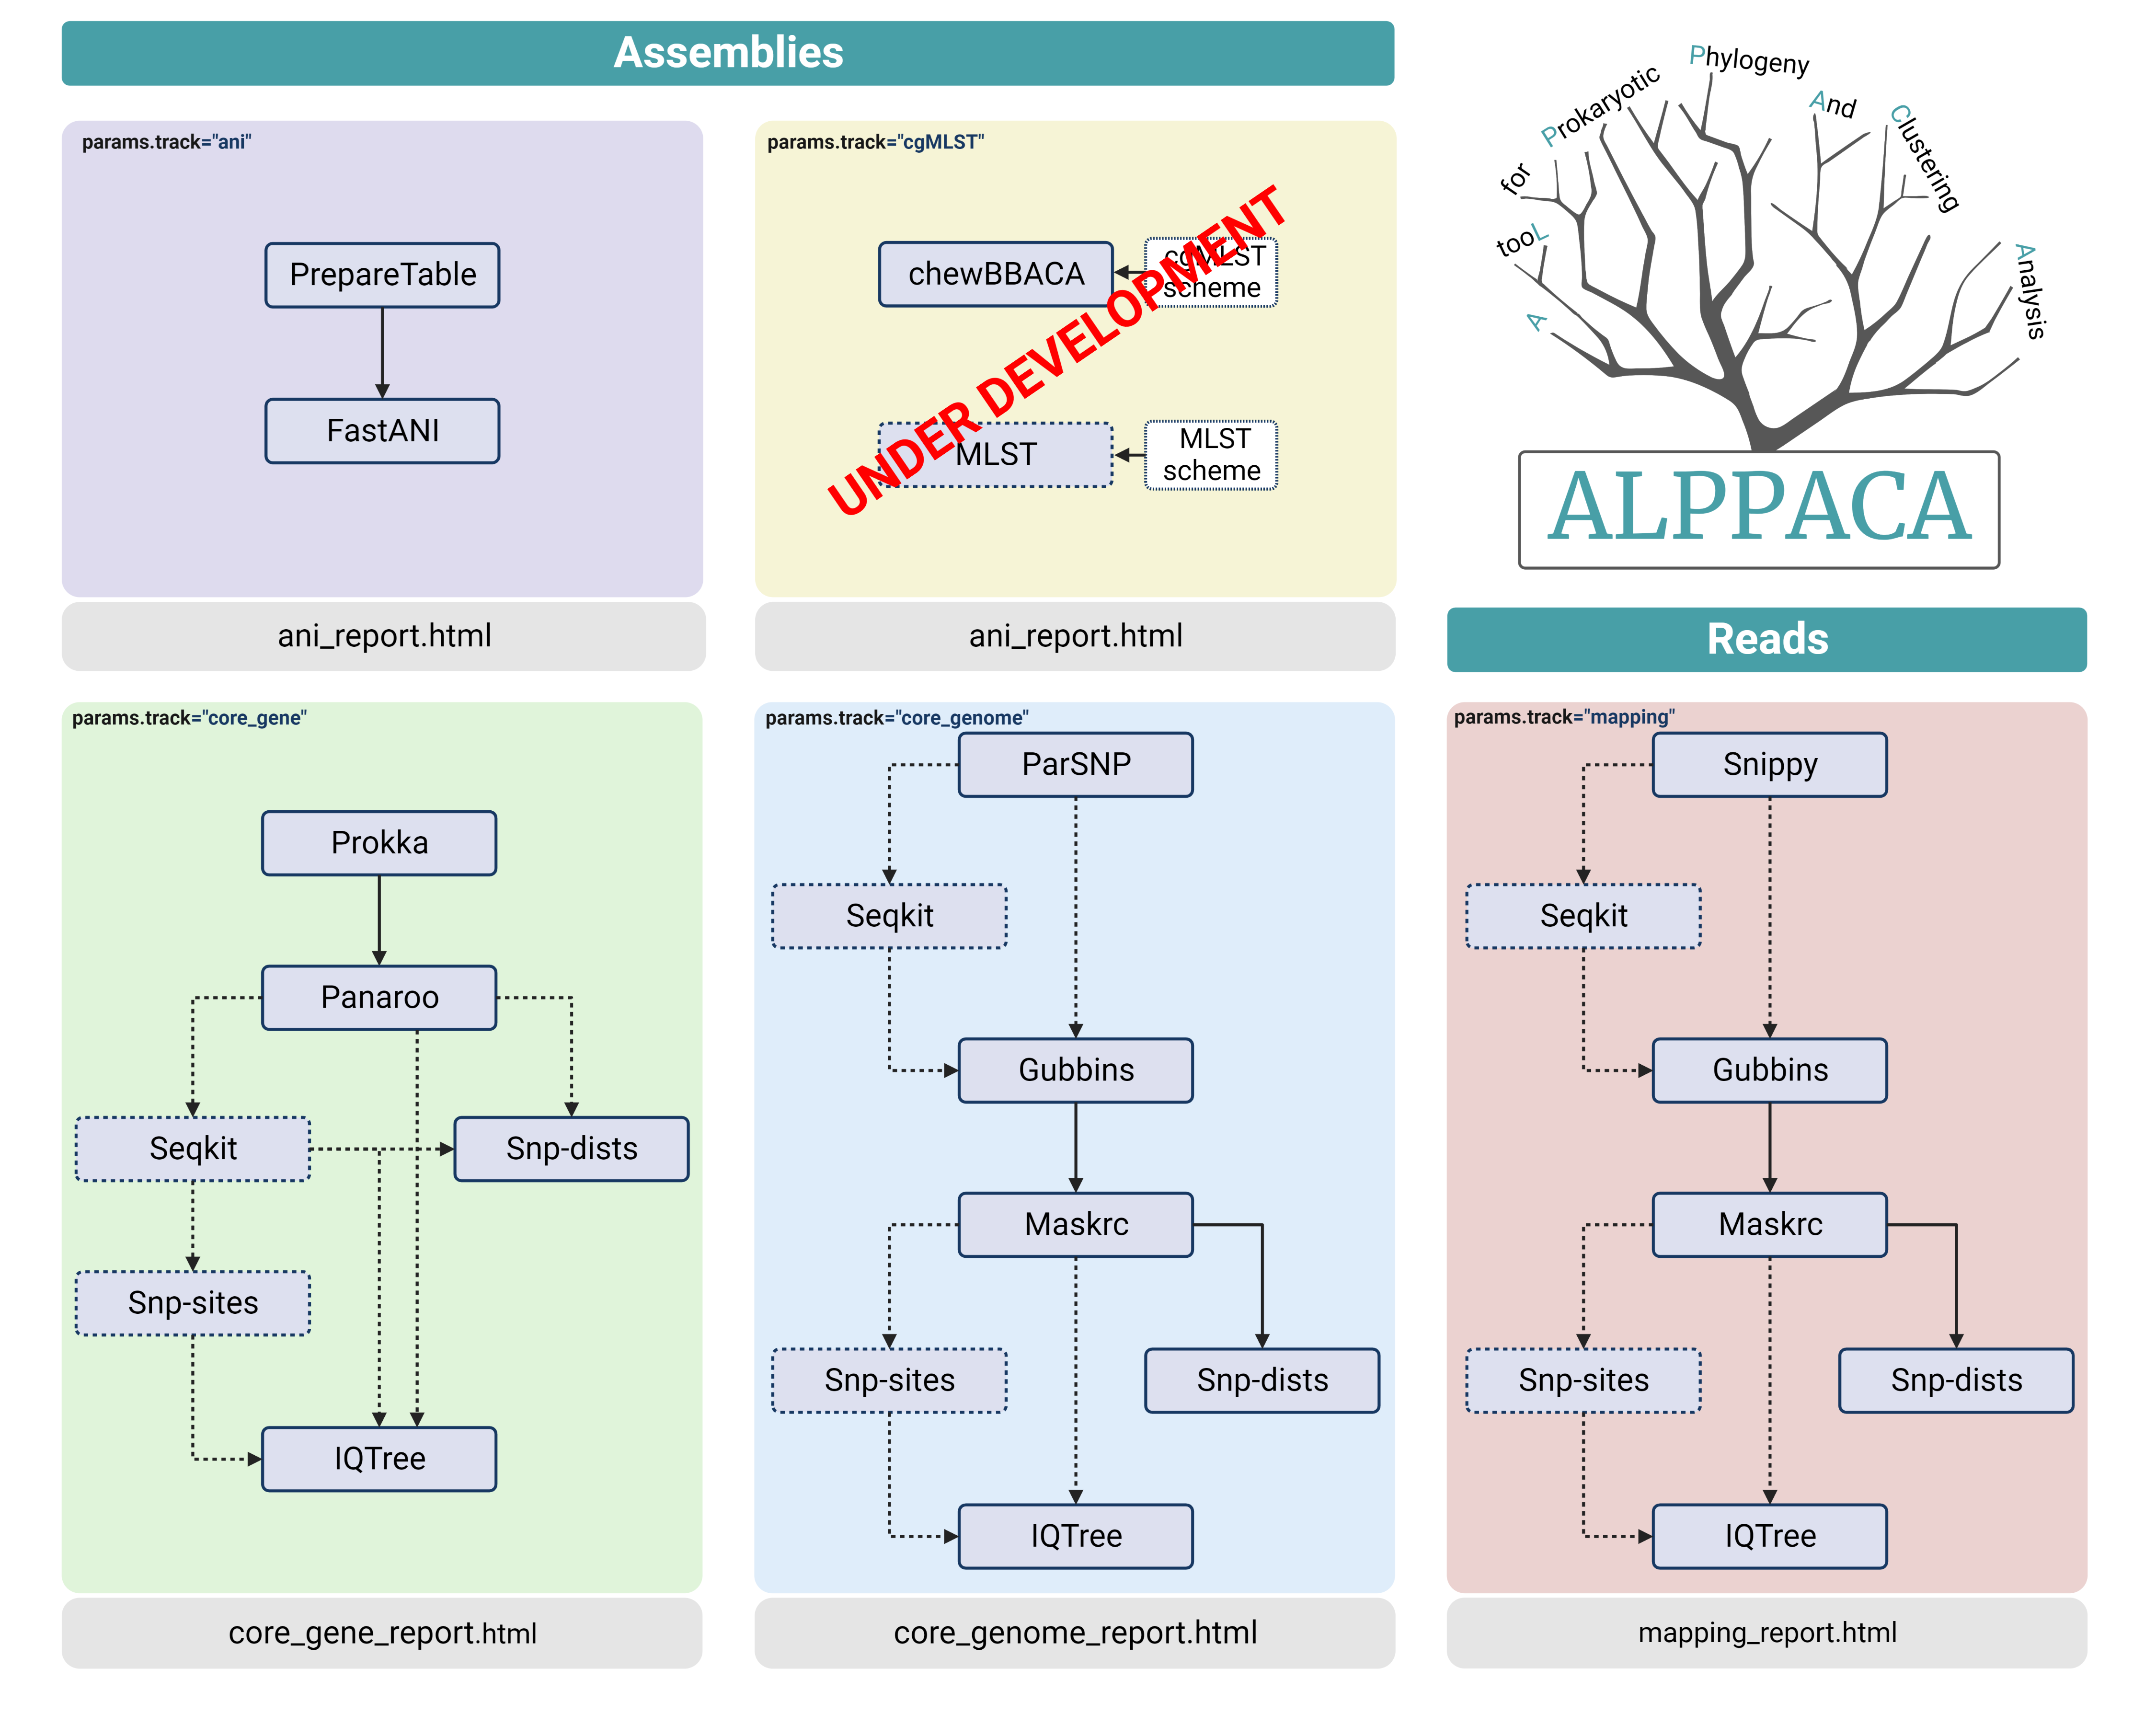 Assemblies
params.track="ani"
PrepareTable
FastANI
ani_report.html
params.track="cgMLST"
chewBBACA
cgMLST
scheme
MLST
MLST
scheme
UNDER DEVELOPMENT
ani_report.html
A
tooL
for
Prokaryotic
Phylogeny
And
Clustering
Analysis
ALPPACA
Reads
params.track="core_gene"
Prokka
Panaroo
Seqkit
Snp-dists
Snp-sites
IQTree
core_gene_report.html
params.track="core_genome"
ParSNP
Seqkit
Gubbins
Maskrc
Snp-sites
Snp-dists
IQTree
core_genome_report.html
params.track="mapping"
Snippy
Seqkit
Gubbins
Maskrc
Snp-sites
Snp-dists
IQTree
mapping_report.html